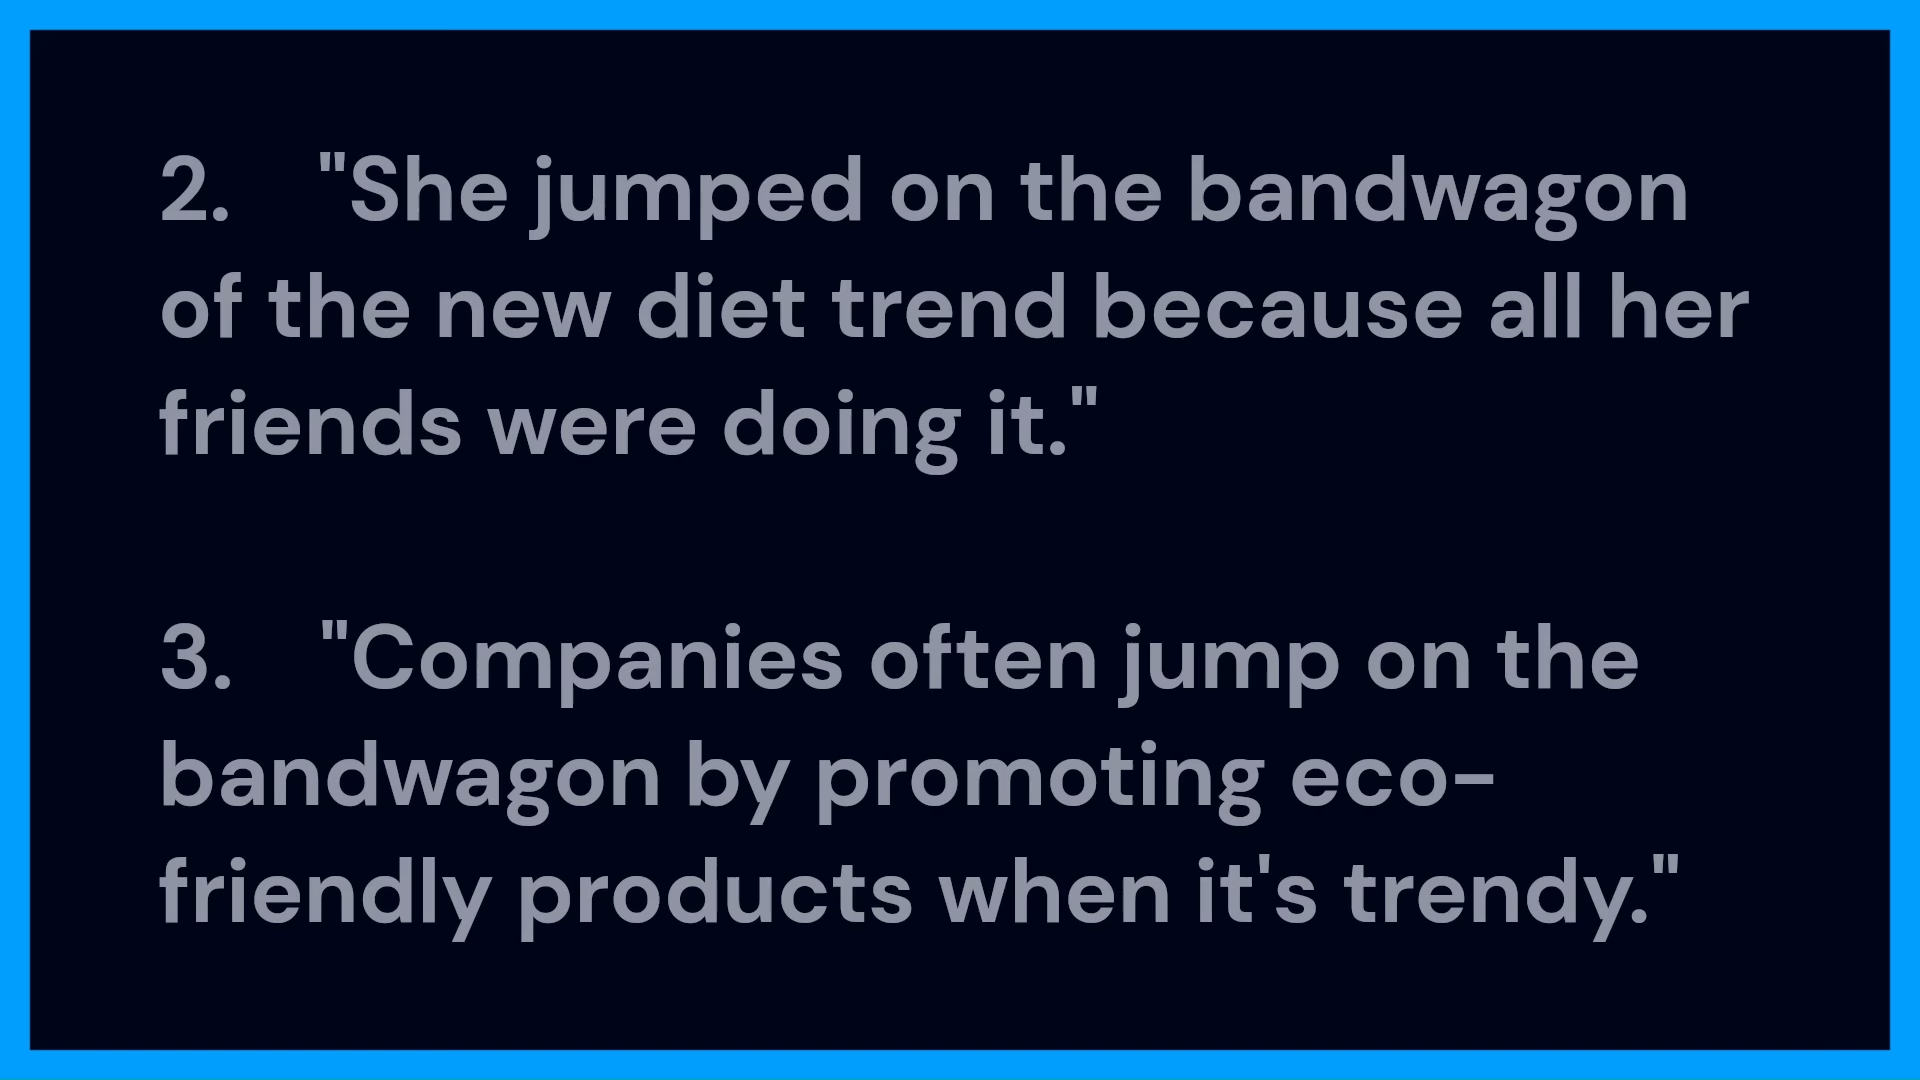 2. "She jumped on the bandwagon
of the new diet trend because all her
friends were doing it."
3. "Companies often jump on the
bandwagon by promoting eco-
friendly products when it's trendy."